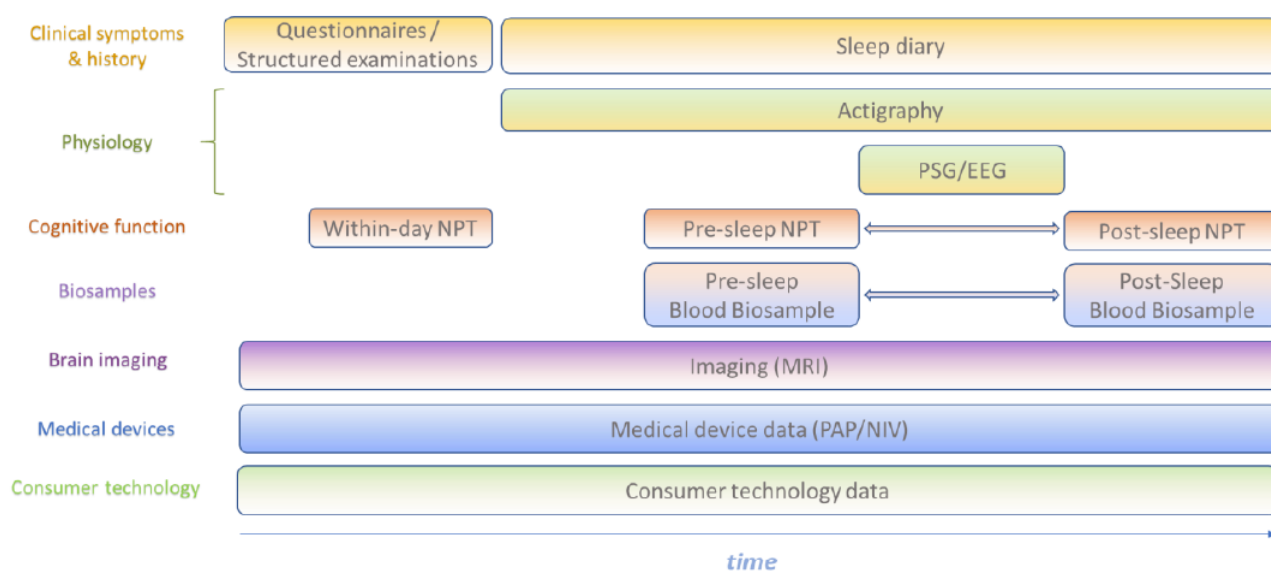 Clinical symptoms
& history
Questionnaires /
Structured examinations
Sleep diary
Physiology
Actigraphy
PSG/EEG
Cognitive function
Within-day NPT
Pre-sleep NPT
Post-sleep NPT
Biosamples
Pre-sleep
Blood Biosample
Post-Sleep
Blood Biosample
Brain imaging
Imaging (MRI)
Medical devices
Medical device data (PAP/NIV)
Consumer technology
Consumer technology data
time